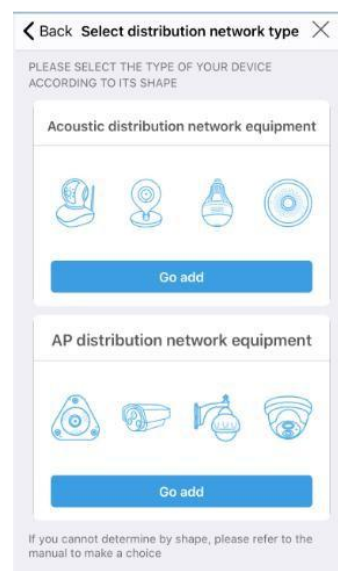 Back Select distribution network type
PLEASE SELECT THE TYPE OF YOUR DEVICE
ACCORDING TO ITS SHAPE
Acoustic distribution network equipment
Go add
AP distribution network equipment
Go add
If you cannot determine by shape, please refer to the
manual to make a choice